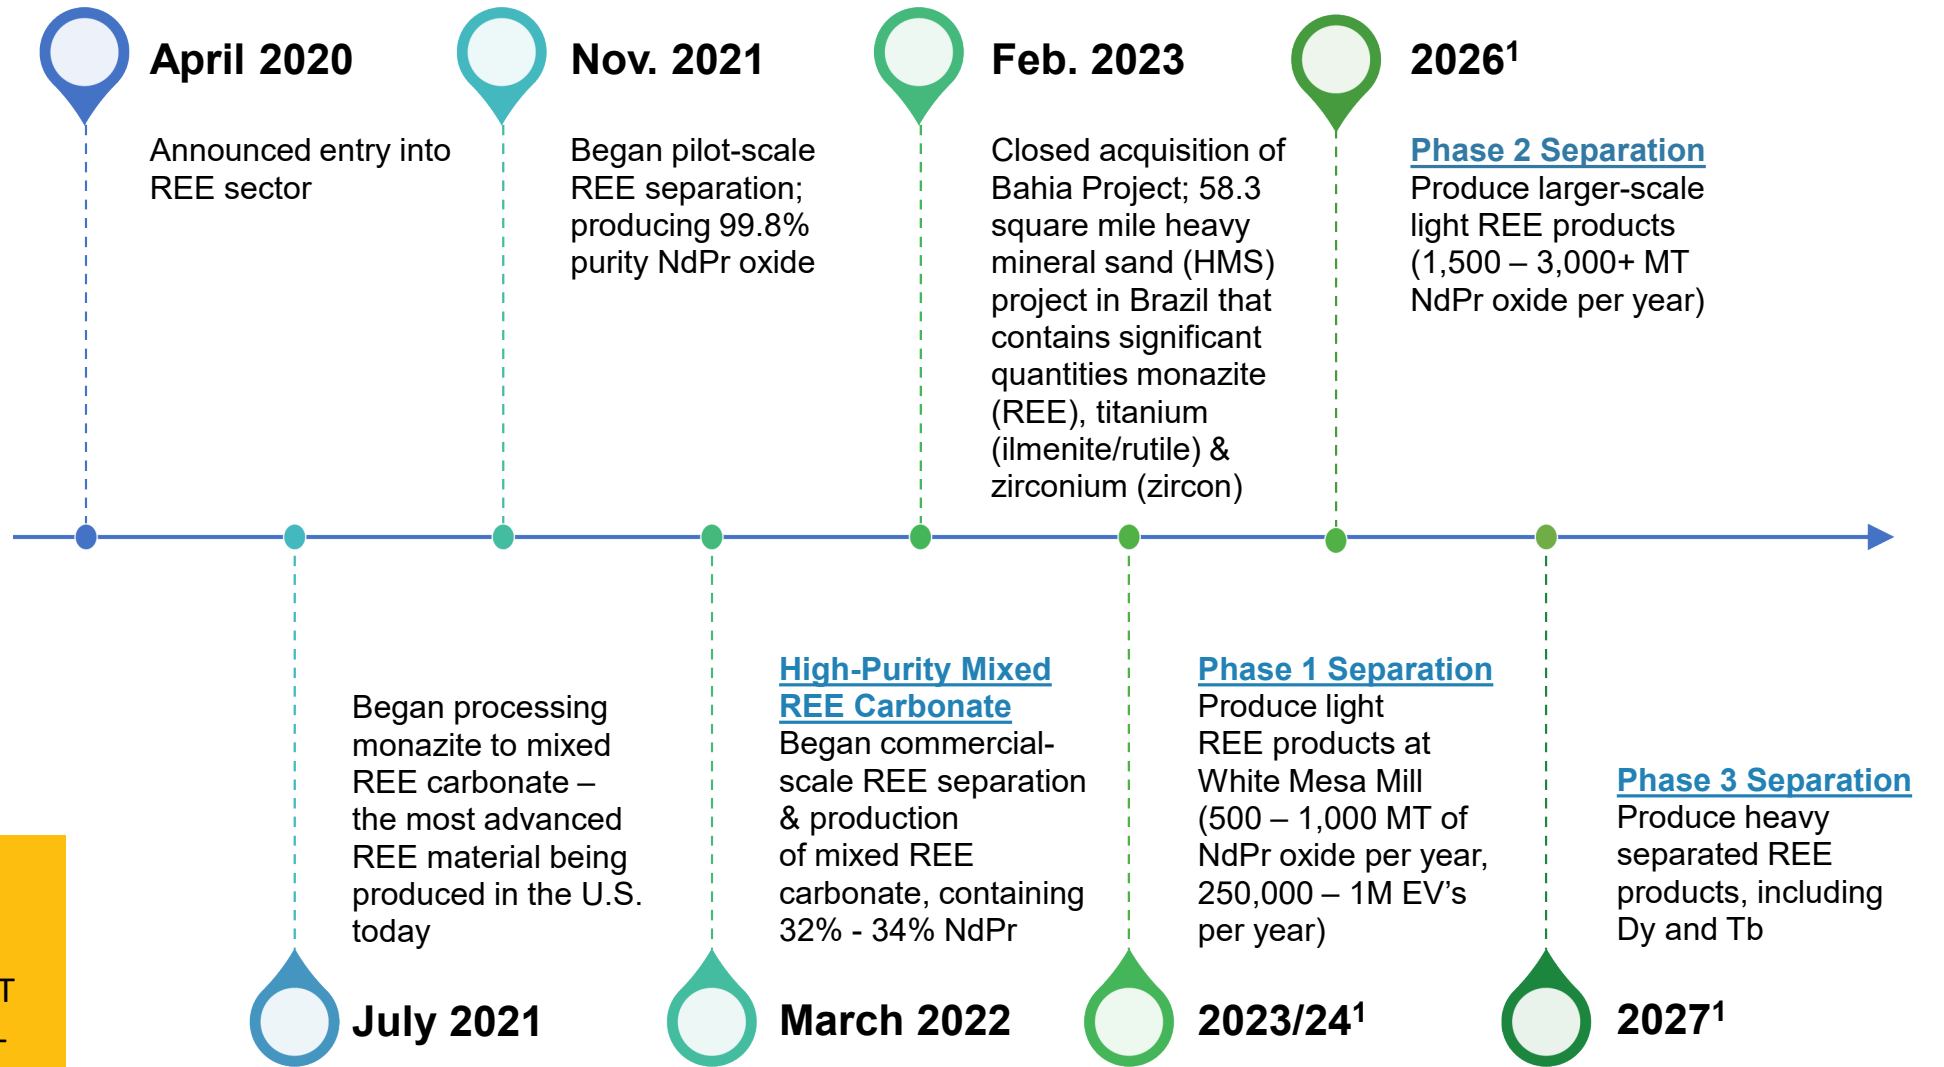 April 2020
Announced entry into
REE sector
Nov. 2021
Began pilot-scale
REE separation;
producing 99.8%
purity NdPr oxide
Feb. 2023
Closed acquisition of
Bahia Project; 58.3
square mile heavy
mineral sand (HMS)
project in Brazil that
contains significant
quantities monazite
(REE), titanium
(ilmenite/rutile) &
zirconium (zircon)
2026¹
Phase 2 Separation
Produce larger-scale
light REE products
(1,500 – 3,000+ MT
NdPr oxide per year)
Began processing
monazite to mixed
REE carbonate –
the most advanced
REE material being
produced in the U.S.
today
July 2021
High-Purity Mixed
REE Carbonate
Began commercial-
scale REE separation
& production
of mixed REE
carbonate, containing
32% - 34% NdPr
March 2022
Phase 1 Separation
Produce light
REE products at
White Mesa Mill
(500 – 1,000 MT of
NdPr oxide per year,
250,000 – 1M EV’s
per year)
2023/24¹
Phase 3 Separation
Produce heavy
separated REE
products, including
Dy and Tb
2027¹
T